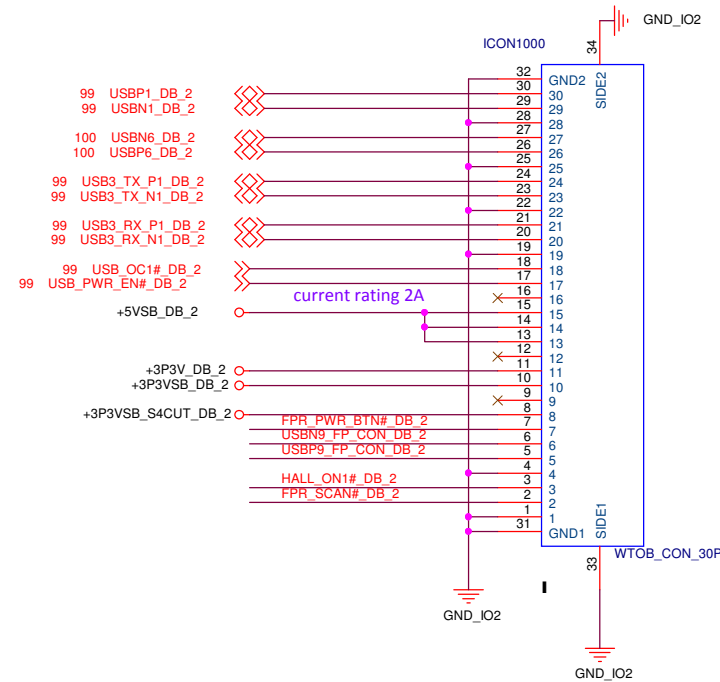 GND_IO2
34
ICON1000
SIDE2
32 GND2
99 USBP1_DB_2 30 30
99 USBN1_DB_2 29 29
28 28
100 USBN6_DB_2 27 27
100 USBP6_DB_2 26 26
25 25
99 USB3_TX_P1_DB_2 24 24
99 USB3_TX_N1_DB_2 23 23
22 22
99 USB3_RX_P1_DB_2 21 21
99 USB3_RX_N1_DB_2 20 20
19 19
99 USB_OC1#_DB_2 18 18
99 USB_PWR_EN#_DB_2 17 17
current rating 2A 16 16
+5VSB_DB_2 15 15
14 14
13 13
12 12
+3P3V_DB_2 11 11
+3P3VSB_DB_2 10 10
9 9
+3P3VSB_S4CUT_DB_2 8 8
FPR_PWR_BTN#_DB_2 7 7
USBN9_FP_CON_DB_2 6 6
USBP9_FP_CON_DB_2 5 5
4 4
HALL_ON1#_DB_2 3 3
FPR_SCAN#_DB_2 2 2
1 1
31 GND1
SIDE1
WTOB_CON_30P
33
GND_IO2
GND_IO2